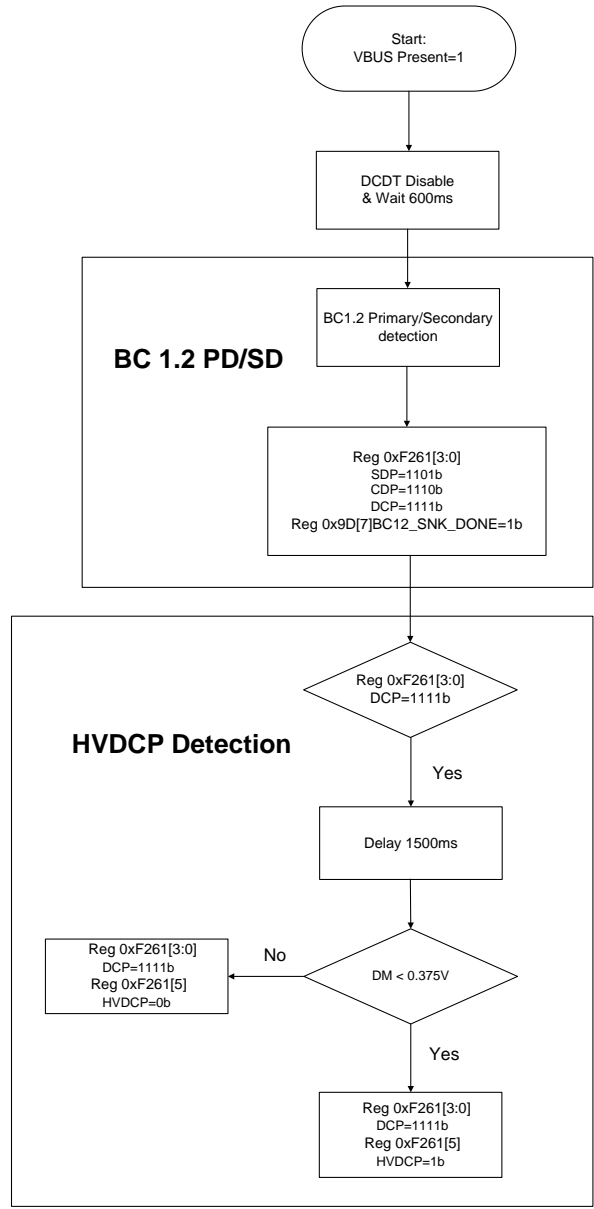 Start:
VBUS Present=1
DCDT Disable
& Wait 600ms
BC 1.2 PD/SD
BC1.2 Primary/Secondary
detection
Reg 0xF261[3:0]
SDP=1101b
CDP=1110b
DCP=1111b
Reg 0x9D[7]BC12_SNK_DONE=1b
HVDCP Detection
Reg 0xF261[3:0]
DCP=1111b
Yes
Delay 1500ms
DM < 0.375V
No
Reg 0xF261[3:0]
DCP=1111b
Reg 0xF261[5]
HVDCP=0b
Yes
Reg 0xF261[3:0]
DCP=1111b
Reg 0xF261[5]
HVDCP=1b